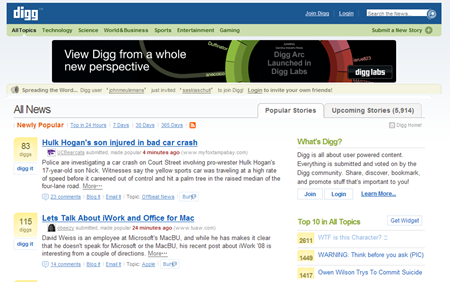 digg
Join Digg Login Search the News...
All Topics Technology Science World & Business Sports Entertainment Gaming Submit a New Story
View Digg from a whole
new perspective
Digg Arc
Launched in
Digg Labs
digg labs
Spreading the Word... Digg user just invited to join Digg! Login to invite your own friends!
All News Popular Stories Upcoming Stories (5,914)
Newly Popular Top in 24 Hours 7 Days 30 Days 365 Days Digg Home
83
diggs
digg it
Hulk Hogan's son injured in bad car crash
submitted, made popular 4 minutes ago
Police are investigating a car crash on Court Street involving pro-wrester Hulk Hogan's
17-year-old son Nick. Witnesses say the yellow sports car was traveling at a high rate
of speed before it careened out of control and hit a palm tree in the raised median of the
four-lane road. More...
23 comments Blog It Email It Topic: Offbeat News Bury
115
diggs
digg it
Lets Talk About iWork and Office for Mac
submitted, made popular 24 minutes ago
David Weiss is an employee at Microsoft's MacBU, and while he has makes it clear
that he doesn't speak for Microsoft or the MacBU, his recent post about iWork '08 is
interesting from a couple of directions. More...
14 comments Blog It Email It Topic: Apple Bury
What's Digg?
Digg is all about user powered content.
Everything is submitted and voted on by the
Digg community. Share, discover, bookmark,
and promote stuff that's important to you!
Join Login Learn More...
Top 10 in All Topics Get Widget
2611 WTF is this Character?
1449 WARNING: Think before you ask (PIC)
1417 Owen Wilson Trys To Commit Suicide